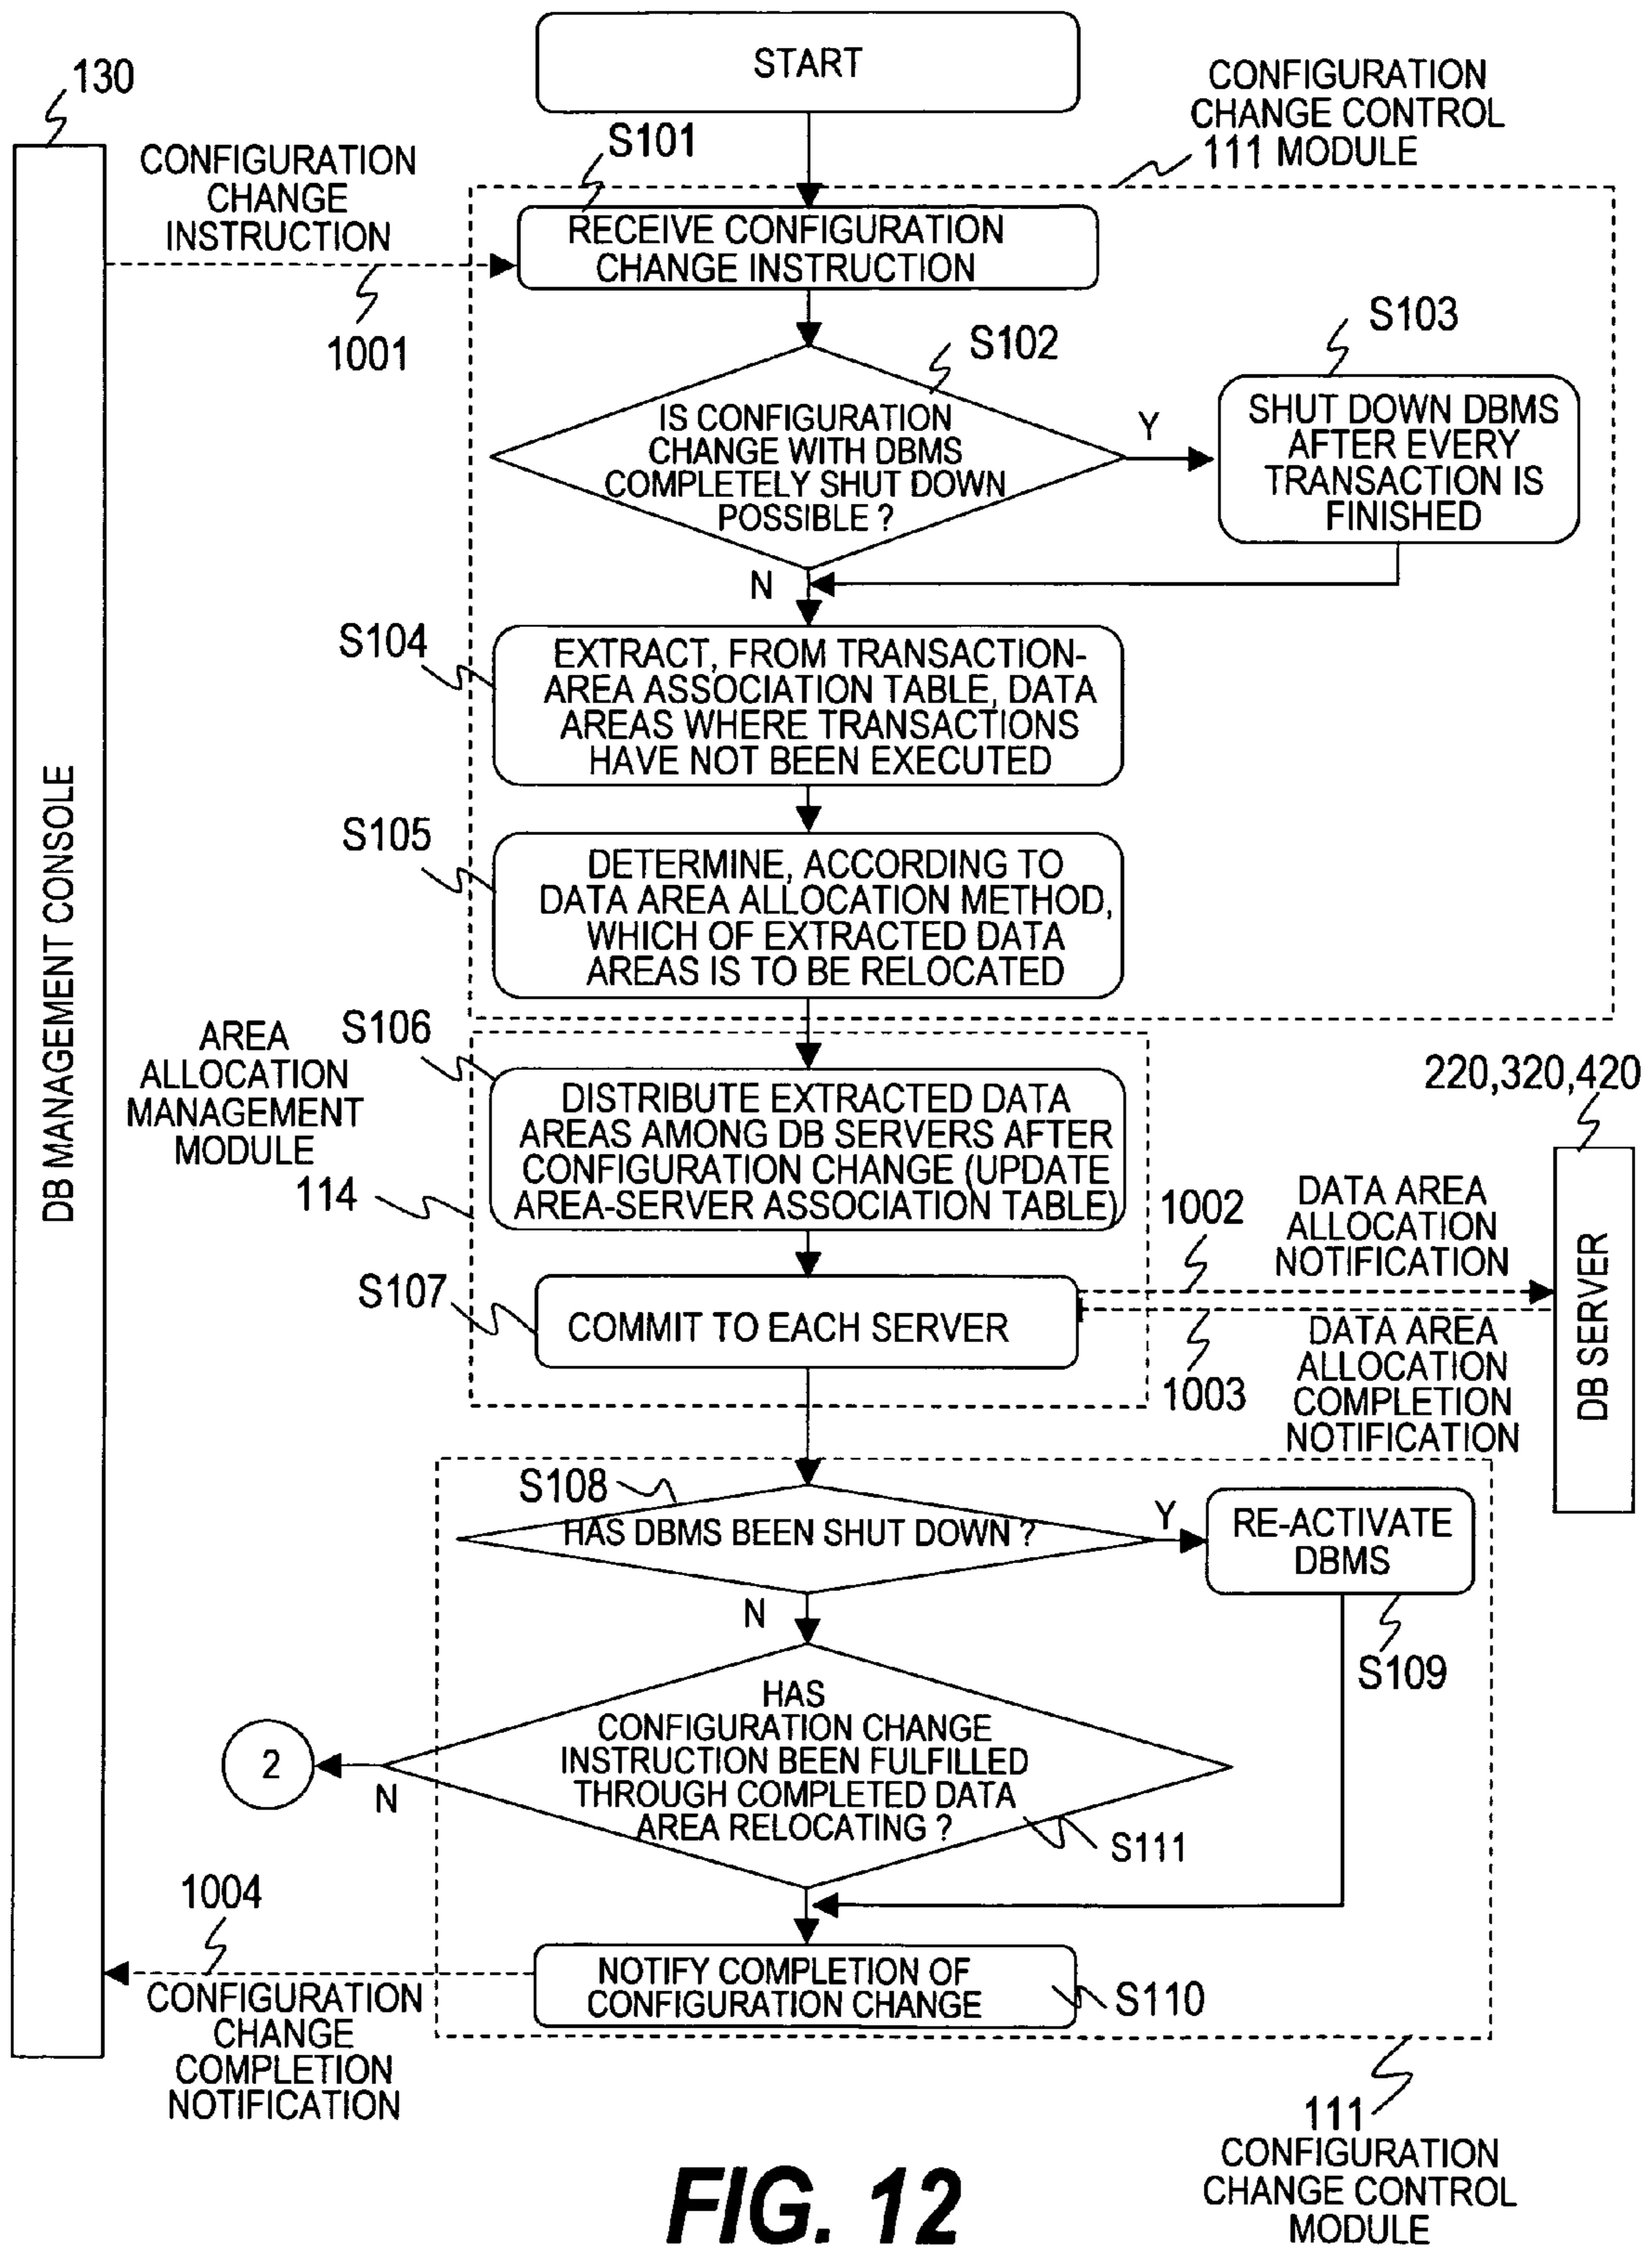 START
130
CONFIGURATION
CHANGE CONTROL
111 MODULE
CONFIGURATION
CHANGE
INSTRUCTION
S101
RECEIVE CONFIGURATION
CHANGE INSTRUCTION
1001
S102
S103
IS CONFIGURATION
CHANGE WITH DBMS
COMPLETELY SHUT DOWN
POSSIBLE ?
Y
SHUT DOWN DBMS
AFTER EVERY
TRANSACTION IS
FINISHED
N
S104
EXTRACT, FROM TRANSACTION-
AREA ASSOCIATION TABLE, DATA
AREAS WHERE TRANSACTIONS
HAVE NOT BEEN EXECUTED
DB MANAGEMENT CONSOLE
S105
DETERMINE, ACCORDING TO
DATA AREA ALLOCATION METHOD,
WHICH OF EXTRACTED DATA
AREAS IS TO BE RELOCATED
AREA
ALLOCATION
MANAGEMENT
MODULE
114
S106
DISTRIBUTE EXTRACTED DATA
AREAS AMONG DB SERVERS AFTER
CONFIGURATION CHANGE (UPDATE
AREA-SERVER ASSOCIATION TABLE)
220,320,420
1002
DATA AREA
ALLOCATION
NOTIFICATION
DB SERVER
S107
COMMIT TO EACH SERVER
1003
DATA AREA
ALLOCATION
COMPLETION
NOTIFICATION
S108
HAS DBMS BEEN SHUT DOWN ?
Y
RE-ACTIVATE
DBMS
N
S109
HAS
CONFIGURATION CHANGE
INSTRUCTION BEEN FULFILLED
THROUGH COMPLETED DATA
AREA RELOCATING ?
2
N
S111
1004
NOTIFY COMPLETION OF
CONFIGURATION CHANGE
S110
CONFIGURATION
CHANGE
COMPLETION
NOTIFICATION
111
CONFIGURATION
CHANGE CONTROL
MODULE
FIG. 12